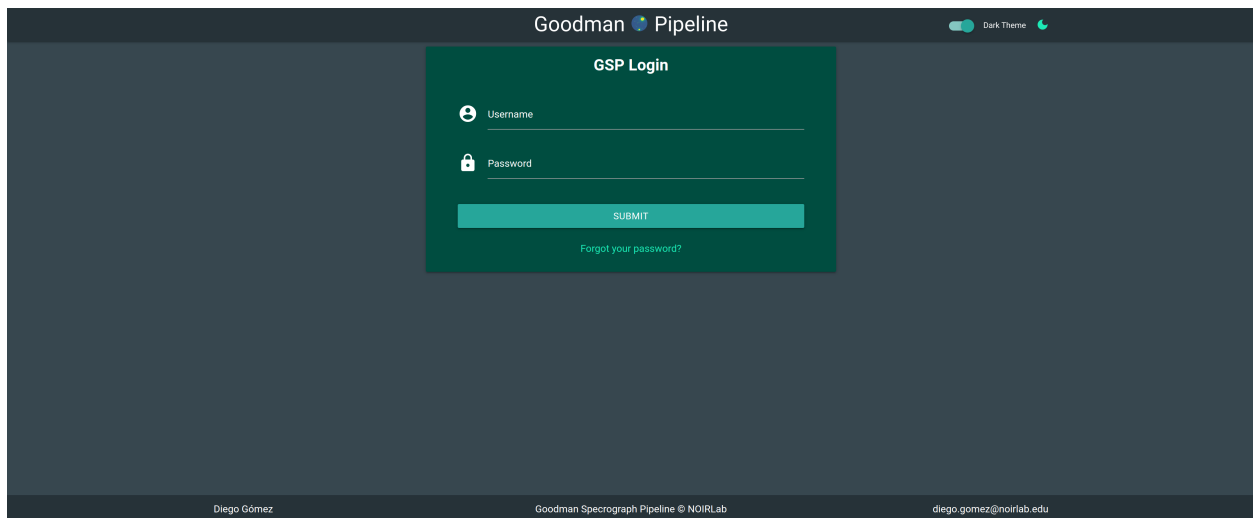 Goodman Pipeline
Dark Theme
GSP Login
Username
Password
SUBMIT
Forgot your password?
Diego Gómez
Goodman Specrograph Pipeline © NOIRLab
diego.gomez@noirlab.edu